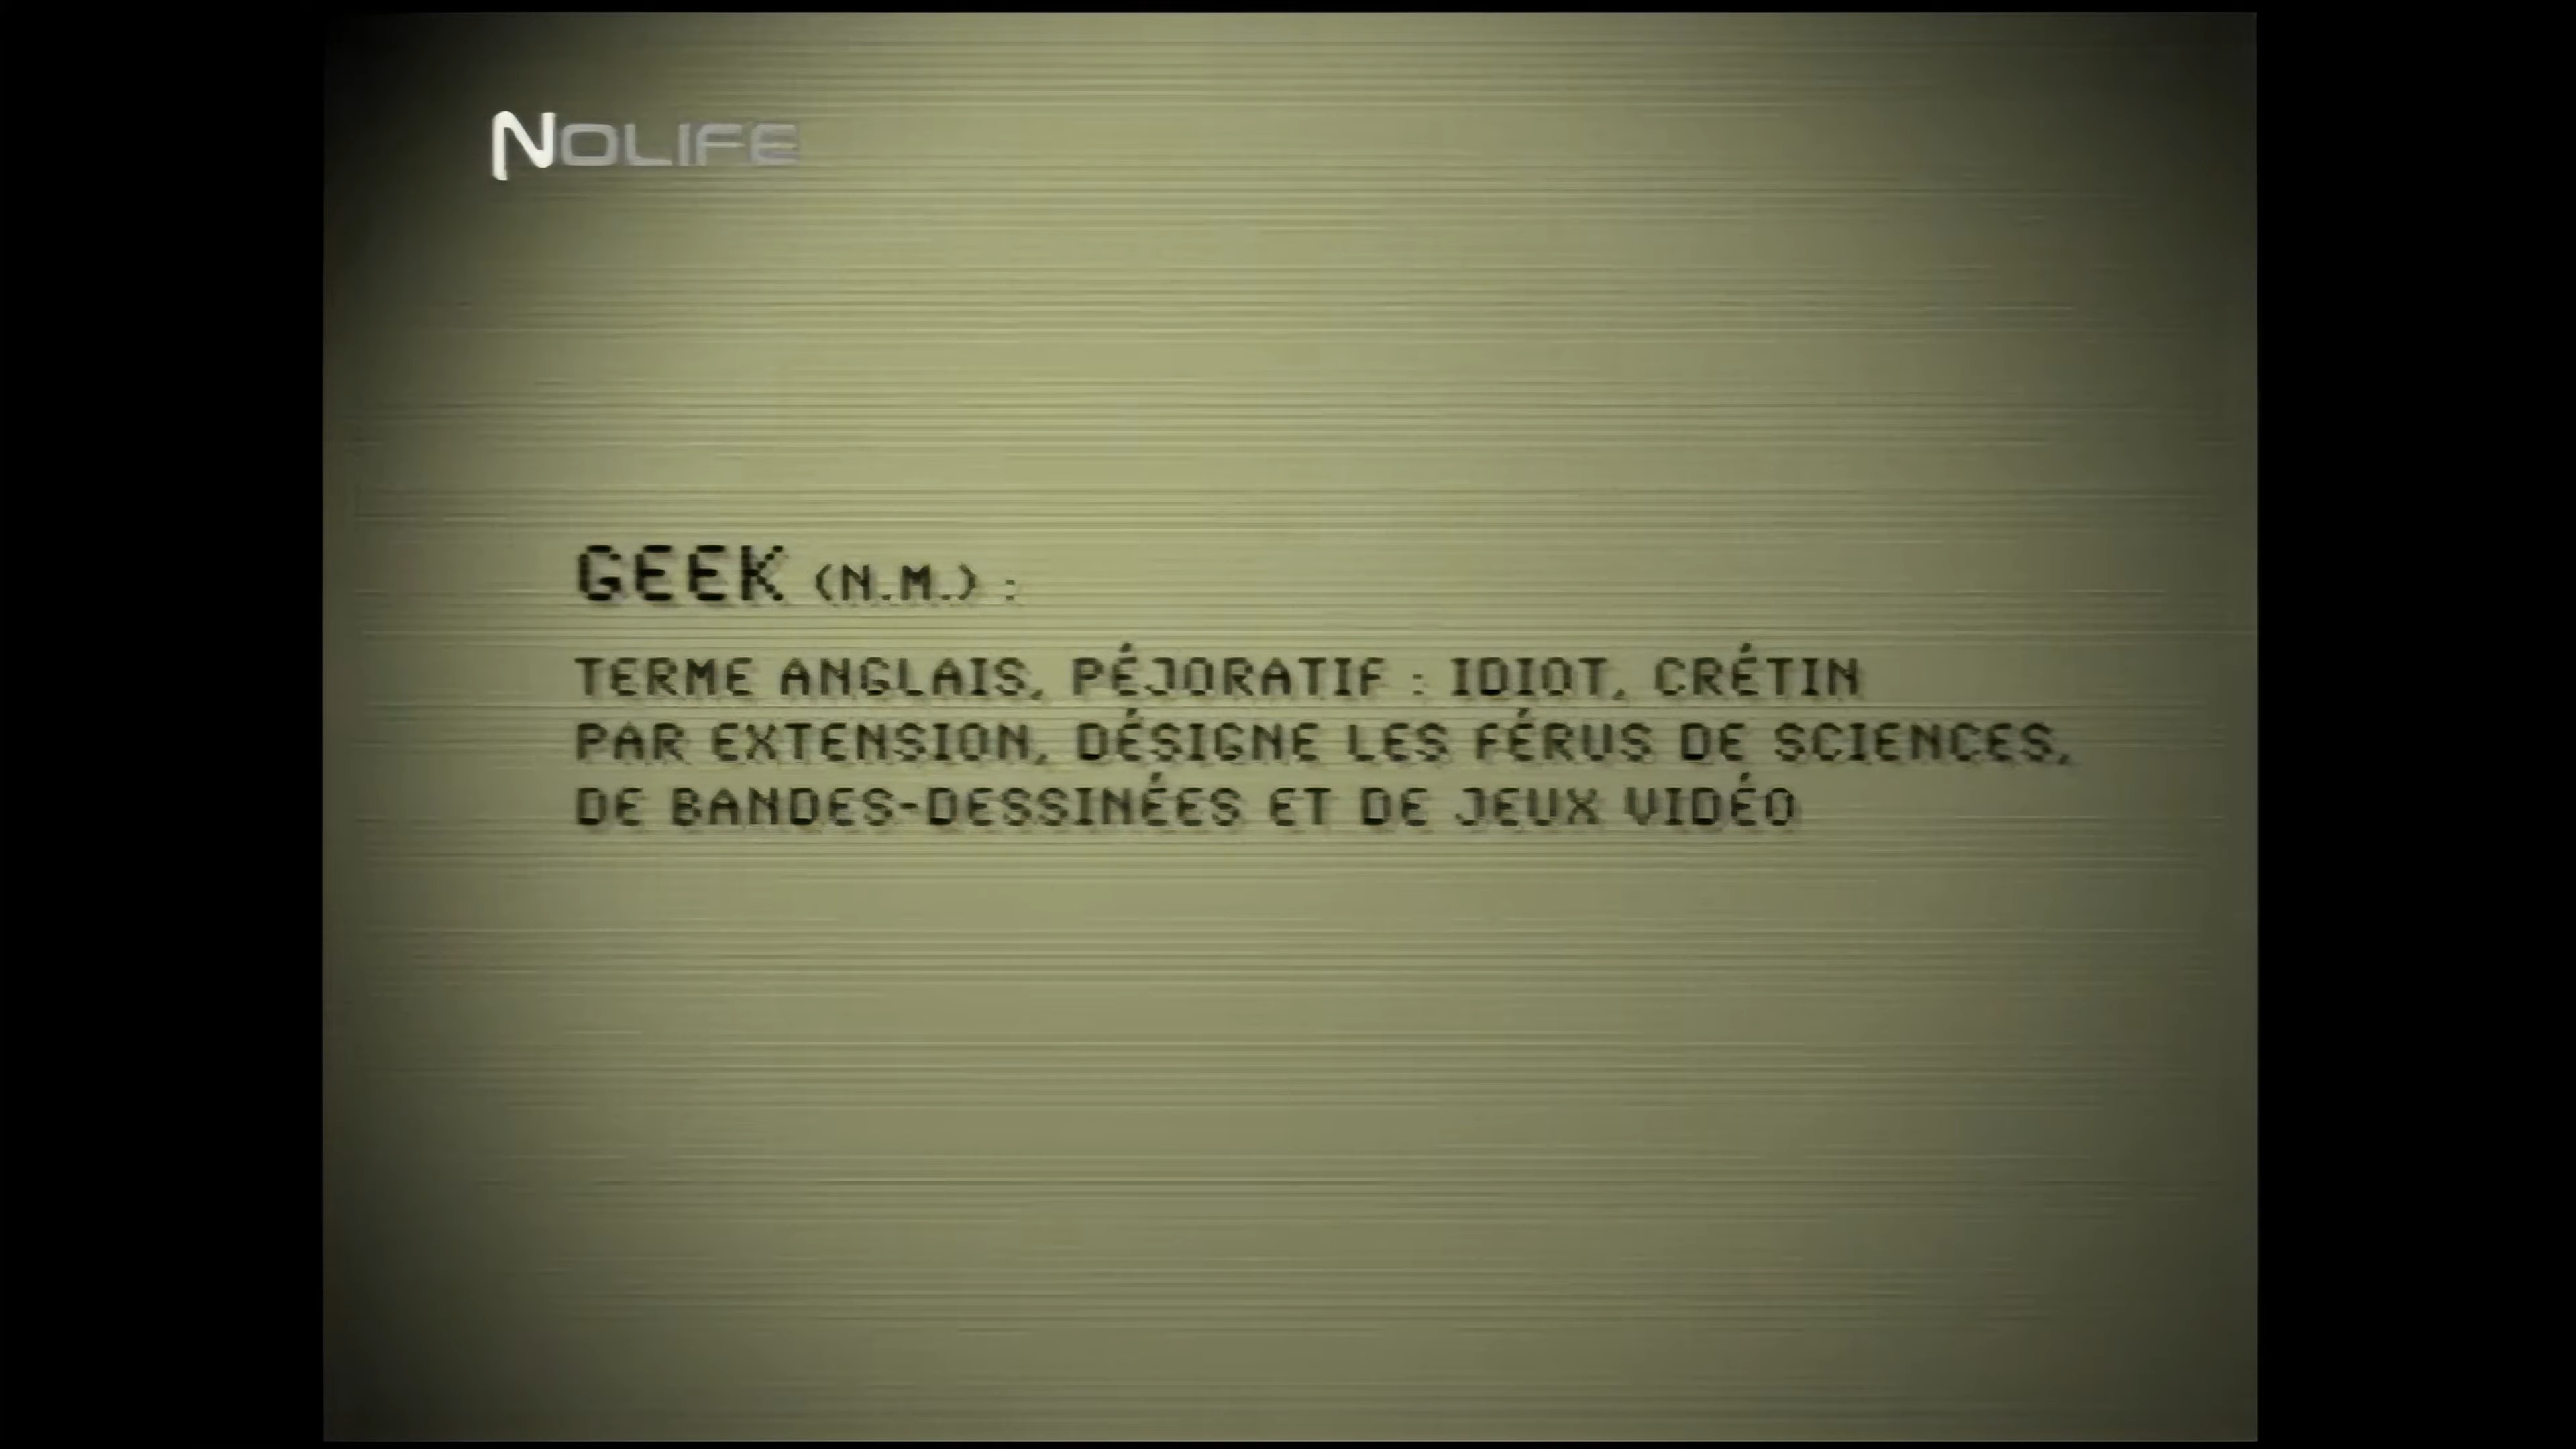 NOLIFE
GEEK (N.M.) :
TERME ANGLAIS, PÉJORATIF : IDIOT, CRÉTIN
PAR EXTENSION, DÉSIGNE LES FÉRUS DE SCIENCES,
DE BANDES-DESSINÉES ET DE JEUX VIDÉO